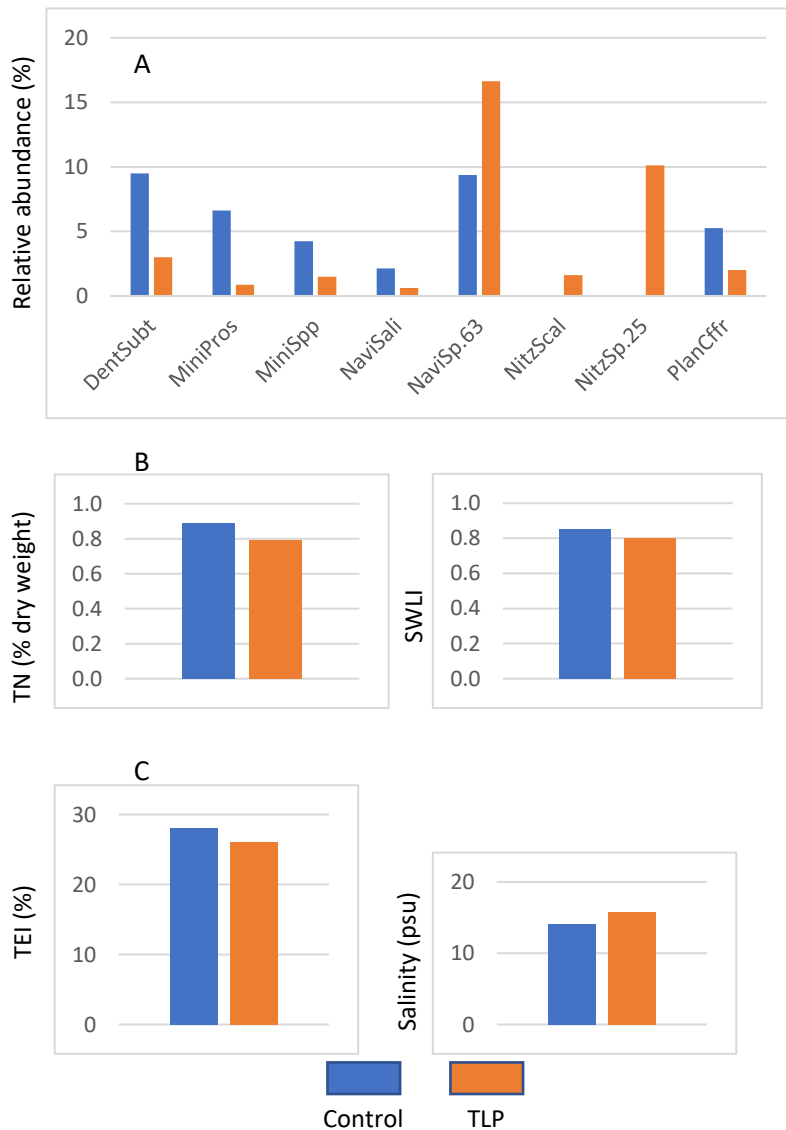 A
Relative abundance (%)
20
15
10
5
0
DentSubt
MiniPros
MiniSpp
NaviSali
NaviSp.63
NitzScal
NitzSp.25
PlanCffr
B
TN (% dry weight)
1.0
0.8
0.6
0.4
0.2
0.0
SWLI
1.0
0.8
0.6
0.4
0.2
0.0
C
TEI (%)
30
20
10
0
Salinity (psu)
20
10
0
Control
TLP